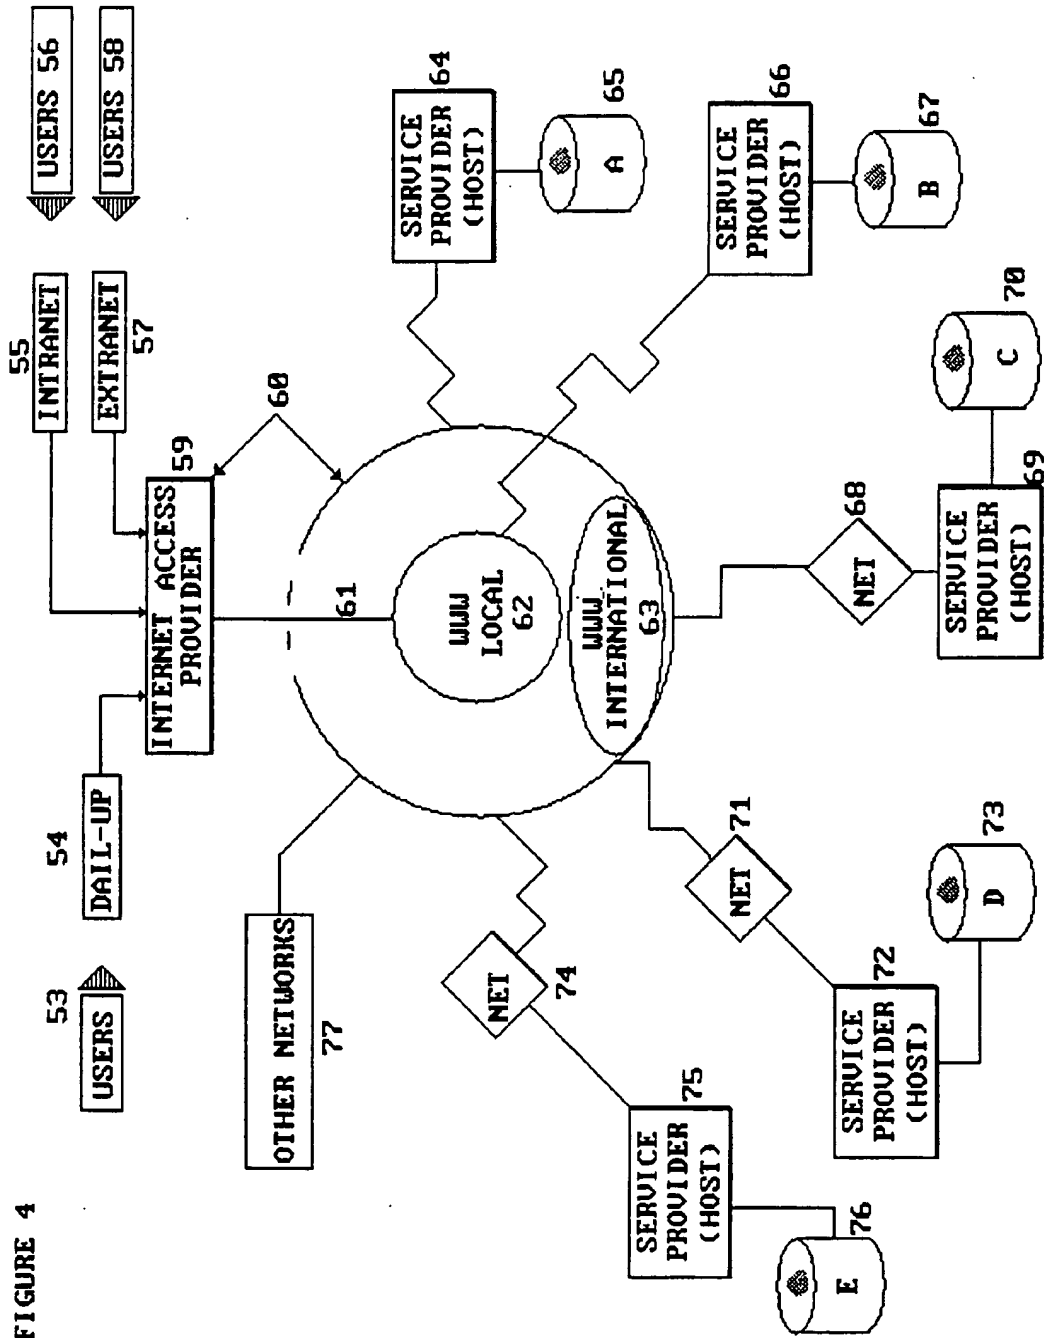 FIGURE 4
53
USERS
54
DAIL-UP
55
INTRANET
USERS 56
EXTRANET
57
USERS 58
INTERNET ACCESS
PROVIDER
59
60
61
OTHER NETWORKS
77
WWW
LOCAL
62
WWW
INTERNATIONAL
63
SERVICE
PROVIDER
(HOST)
64
A
65
SERVICE
PROVIDER
(HOST)
66
B
67
NET
68
SERVICE
PROVIDER
(HOST)
69
C
70
NET
71
SERVICE
PROVIDER
(HOST)
72
D
73
NET
74
SERVICE
PROVIDER
(HOST)
75
E
76